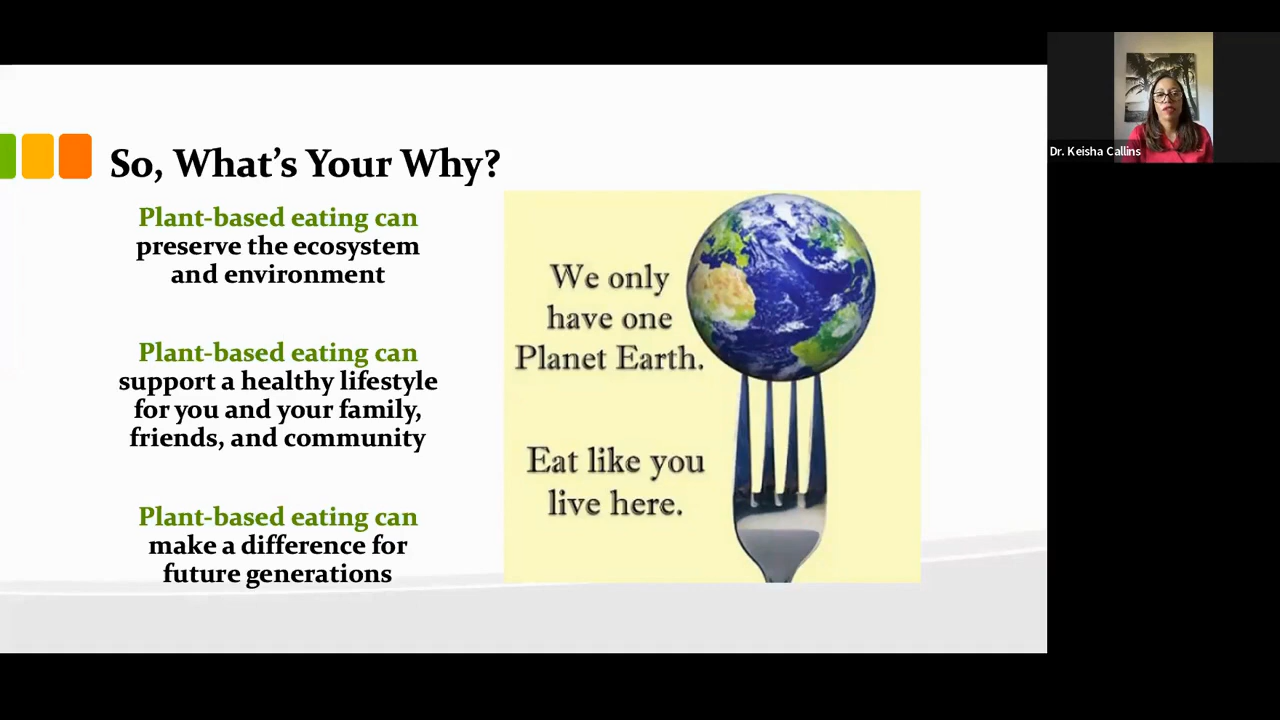 So, What's Your Why?
Plant-based eating can
preserve the ecosystem
and environment
Plant-based eating can
support a healthy lifestyle
for you and your family,
friends, and community
Plant-based eating can
make a difference for
future generations
We only
have one
Planet Earth.
Eat like you
live here.
Dr. Keisha Callins